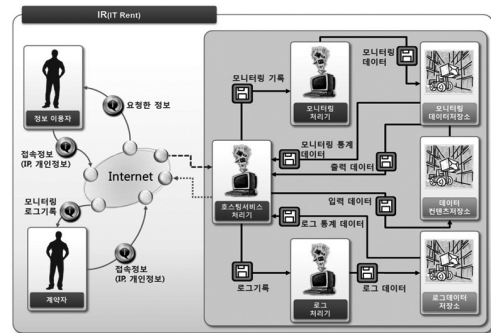 IR(IT Rent)
정보 이용자
요청한 정보
접속정보
(IP, 개인정보)
Internet
모니터링
로그기록
계약자
접속정보
(IP, 개인정보)
모니터링 기록
모니터링
처리기
모니터링
데이터
모니터링
데이터저장소
모니터링 통계
데이터
출력 데이터
호스팅서비스
처리기
입력 데이터
데이터
컨텐츠저장소
로그 통계 데이터
로그기록
로그
처리기
로그 데이터
로그데이터
저장소